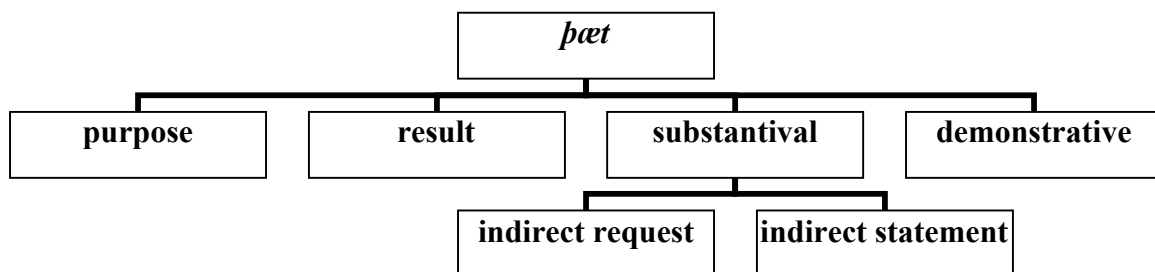 þæt
purpose result substantival demonstrative
indirect request indirect statement